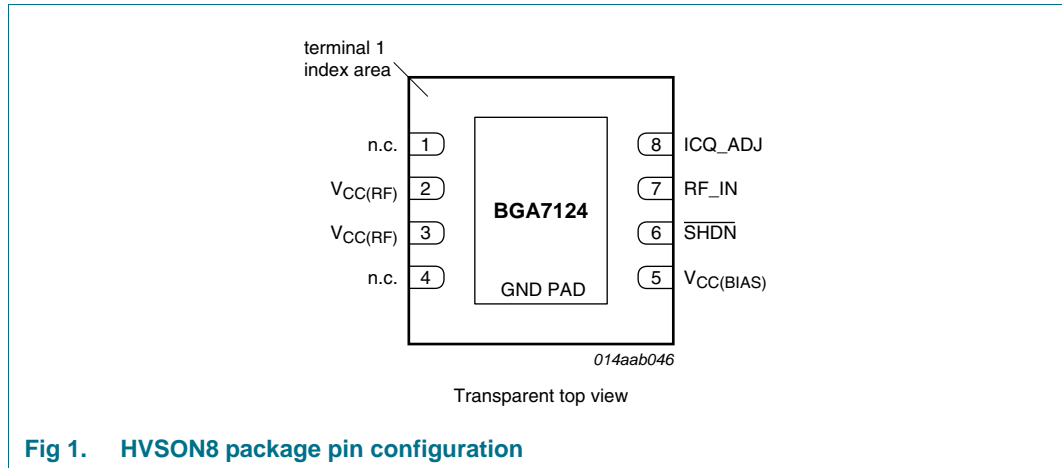 terminal 1
index area
n.c. 1
8 ICQ_ADJ
VCC(RF) 2
7 RF_IN
BGA7124
VCC(RF) 3
6 S̅H̅D̅N̅
n.c. 4
5 VCC(BIAS)
GND PAD
014aab046
Transparent top view
Fig 1. HVSON8 package pin configuration